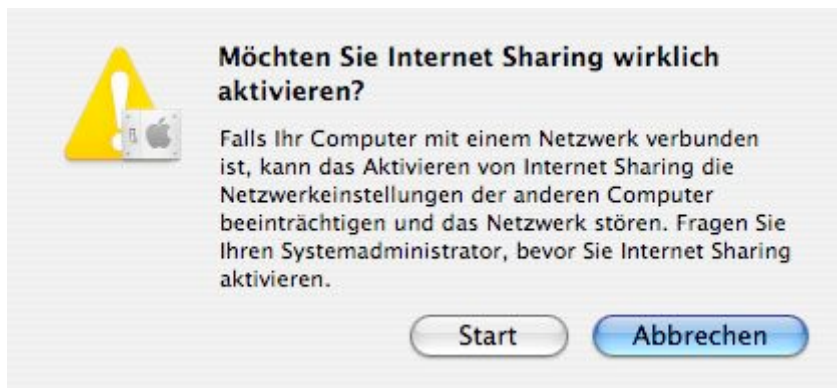 Möchten Sie Internet Sharing wirklich
aktivieren?
Falls Ihr Computer mit einem Netzwerk verbunden
ist, kann das Aktivieren von Internet Sharing die
Netzwerkeinstellungen der anderen Computer
beeinträchtigen und das Netzwerk stören. Fragen Sie
Ihren Systemadministrator, bevor Sie Internet Sharing
aktivieren.
Start Abbrechen